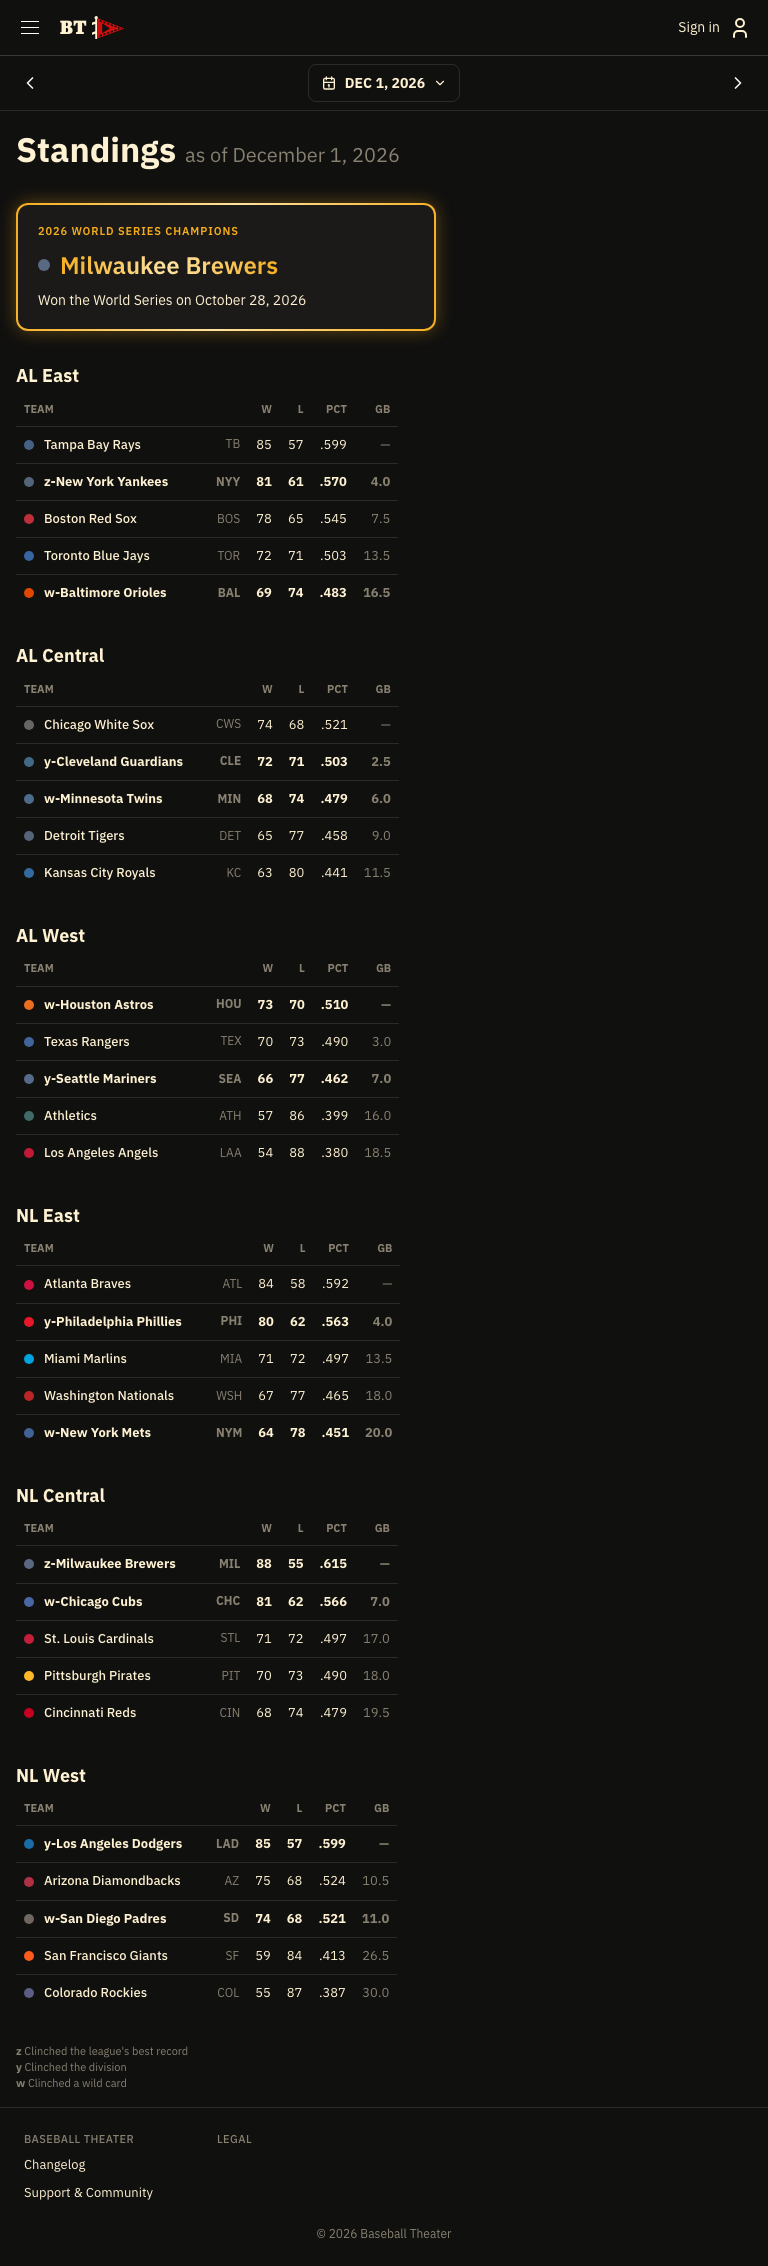 BT
Sign in
DEC 1, 2026
Standings as of December 1, 2026
2026 WORLD SERIES CHAMPIONS
Milwaukee Brewers
Won the World Series on October 28, 2026
AL East
TEAM W L PCT GB
Tampa Bay Rays TB 85 57 .599 —
z-New York Yankees NYY 81 61 .570 4.0
Boston Red Sox BOS 78 65 .545 7.5
Toronto Blue Jays TOR 72 71 .503 13.5
w-Baltimore Orioles BAL 69 74 .483 16.5
AL Central
TEAM W L PCT GB
Chicago White Sox CWS 74 68 .521 —
y-Cleveland Guardians CLE 72 71 .503 2.5
w-Minnesota Twins MIN 68 74 .479 6.0
Detroit Tigers DET 65 77 .458 9.0
Kansas City Royals KC 63 80 .441 11.5
AL West
TEAM W L PCT GB
w-Houston Astros HOU 73 70 .510 —
Texas Rangers TEX 70 73 .490 3.0
y-Seattle Mariners SEA 66 77 .462 7.0
Athletics ATH 57 86 .399 16.0
Los Angeles Angels LAA 54 88 .380 18.5
NL East
TEAM W L PCT GB
Atlanta Braves ATL 84 58 .592 —
y-Philadelphia Phillies PHI 80 62 .563 4.0
Miami Marlins MIA 71 72 .497 13.5
Washington Nationals WSH 67 77 .465 18.0
w-New York Mets NYM 64 78 .451 20.0
NL Central
TEAM W L PCT GB
z-Milwaukee Brewers MIL 88 55 .615 —
w-Chicago Cubs CHC 81 62 .566 7.0
St. Louis Cardinals STL 71 72 .497 17.0
Pittsburgh Pirates PIT 70 73 .490 18.0
Cincinnati Reds CIN 68 74 .479 19.5
NL West
TEAM W L PCT GB
y-Los Angeles Dodgers LAD 85 57 .599 —
Arizona Diamondbacks AZ 75 68 .524 10.5
w-San Diego Padres SD 74 68 .521 11.0
San Francisco Giants SF 59 84 .413 26.5
Colorado Rockies COL 55 87 .387 30.0
z Clinched the league's best record
y Clinched the division
w Clinched a wild card
BASEBALL THEATER LEGAL
Changelog
Support & Community
© 2026 Baseball Theater